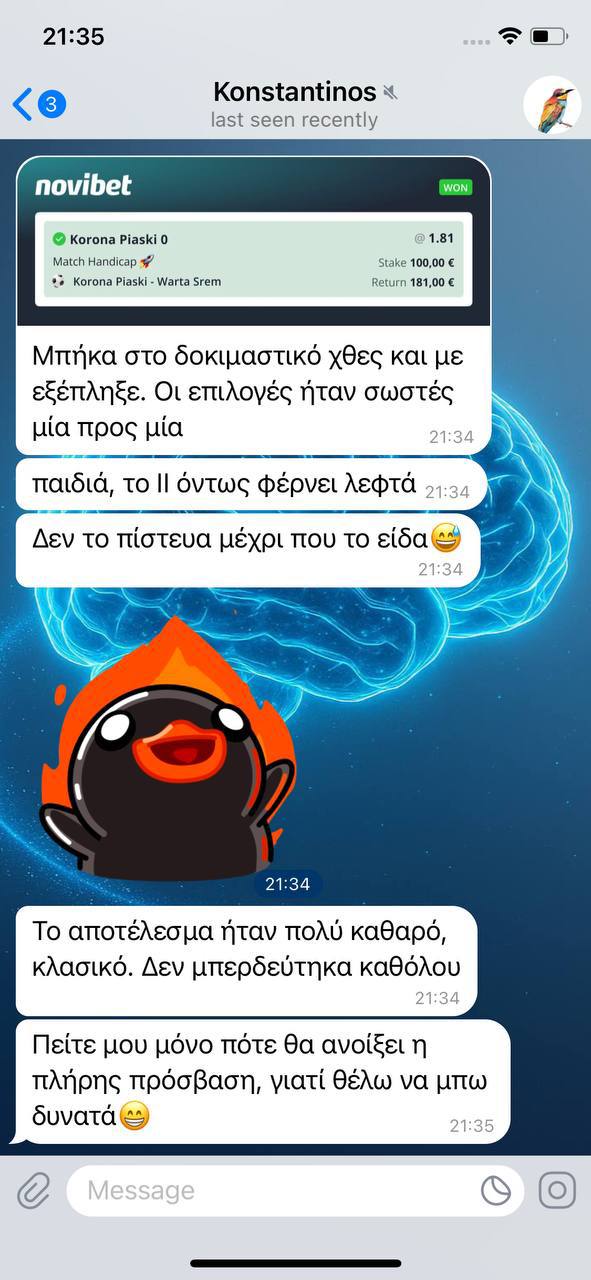 21:35
3
Konstantinos
last seen recently
novibet
WON
Korona Piaski 0
@ 1.81
Match Handicap 🚀
Stake 100,00 €
Korona Piaski - Warta Srem
Return 181,00 €
Μπήκα στο δοκιμαστικό χθες και με
εξέπληξε. Οι επιλογές ήταν σωστές
μία προς μία
21:34
παιδιά, το II όντως φέρνει λεφτά
21:34
Δεν το πίστευα μέχρι που το είδα😅
21:34
21:34
Το αποτέλεσμα ήταν πολύ καθαρό,
κλασικό. Δεν μπερδεύτηκα καθόλου
21:34
Πείτε μου μόνο πότε θα ανοίξει η
πλήρης πρόσβαση, γιατί θέλω να μπω
δυνατά😁
21:35
Message